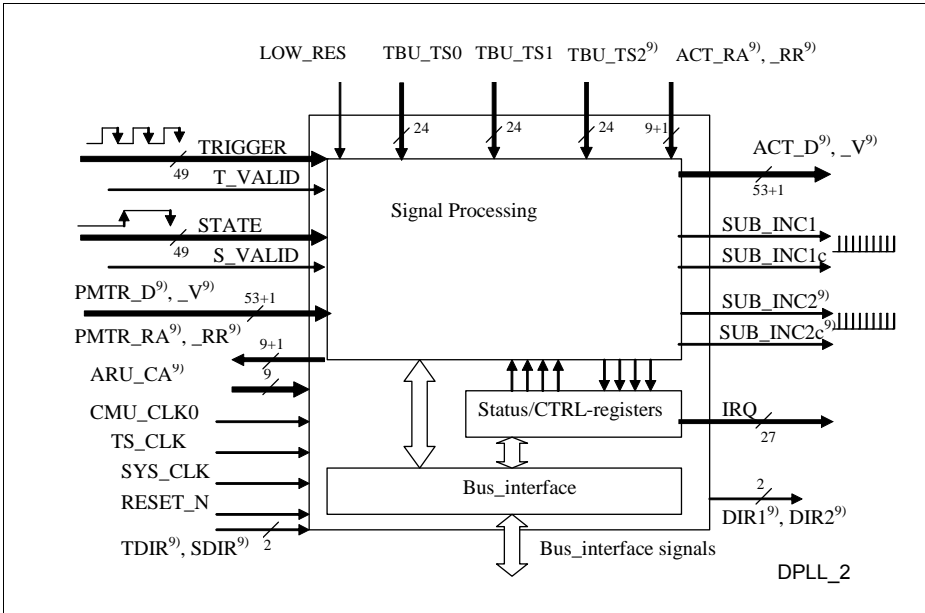 LOW_RES TBU_TS0 TBU_TS1 TBU_TS2⁹⁾ ACT_RA⁹⁾, _RR⁹⁾
24 24 24 9+1
TRIGGER
49
T_VALID
STATE
49
S_VALID
PMTR_D⁹⁾, _V⁹⁾ 53+1
PMTR_RA⁹⁾, _RR⁹⁾
9+1
ARU_CA⁹⁾ 9
CMU_CLK0
TS_CLK
SYS_CLK
RESET_N
TDIR⁹⁾, SDIR⁹⁾ 2
Signal Processing
Status/CTRL-registers
Bus_interface
Bus_interface signals
ACT_D⁹⁾, _V⁹⁾
53+1
SUB_INC1
SUB_INC1c
SUB_INC2⁹⁾
SUB_INC2c⁹⁾
IRQ
27
2
DIR1⁹⁾, DIR2⁹⁾
DPLL_2